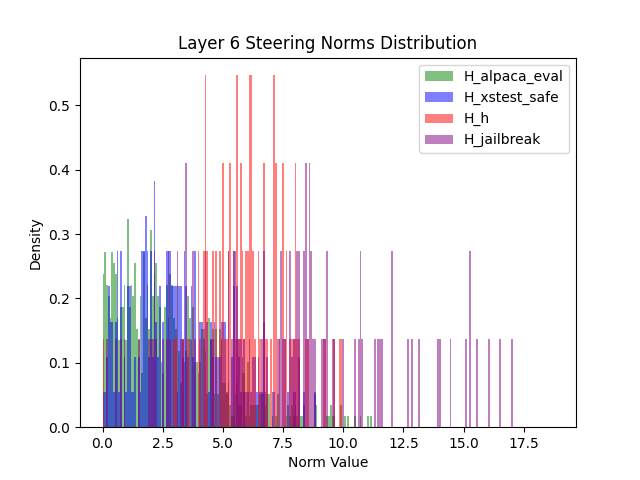 Layer 6 Steering Norms Distribution
H_alpaca_eval
H_xstest_safe
H_h
H_jailbreak
Density
0.5
0.4
0.3
0.2
0.1
0.0
0.0 2.5 5.0 7.5 10.0 12.5 15.0 17.5
Norm Value